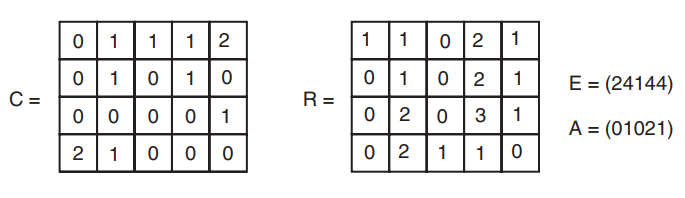 0 1 1 1 2
0 1 0 1 0
C =
0 0 0 0 1
2 1 0 0 0
1 1 0 2 1
0 1 0 2 1
R =
0 2 0 3 1
0 2 1 1 0
E = (24144)
A = (01021)